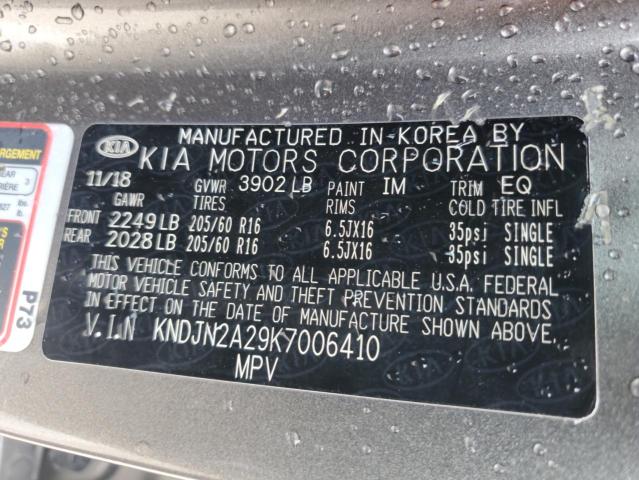 MANUFACTURED IN KOREA BY
KIA KIA MOTORS CORPORATION
11/18 GVWR 3902 LB PAINT IM TRIM EQ
GAWR TIRES RIMS COLD TIRE INFL
FRONT 2249 LB 205/60 R16 6.5JX16 35psi SINGLE
REAR 2028 LB 205/60 R16 6.5JX16 35psi SINGLE
THIS VEHICLE CONFORMS TO ALL APPLICABLE U.S.A. FEDERAL
MOTOR VEHICLE SAFETY AND THEFT PREVENTION STANDARDS
IN EFFECT ON THE DATE OF MANUFACTURE SHOWN ABOVE.
V.I.N KNDJN2A29K7006410
MPV
P73